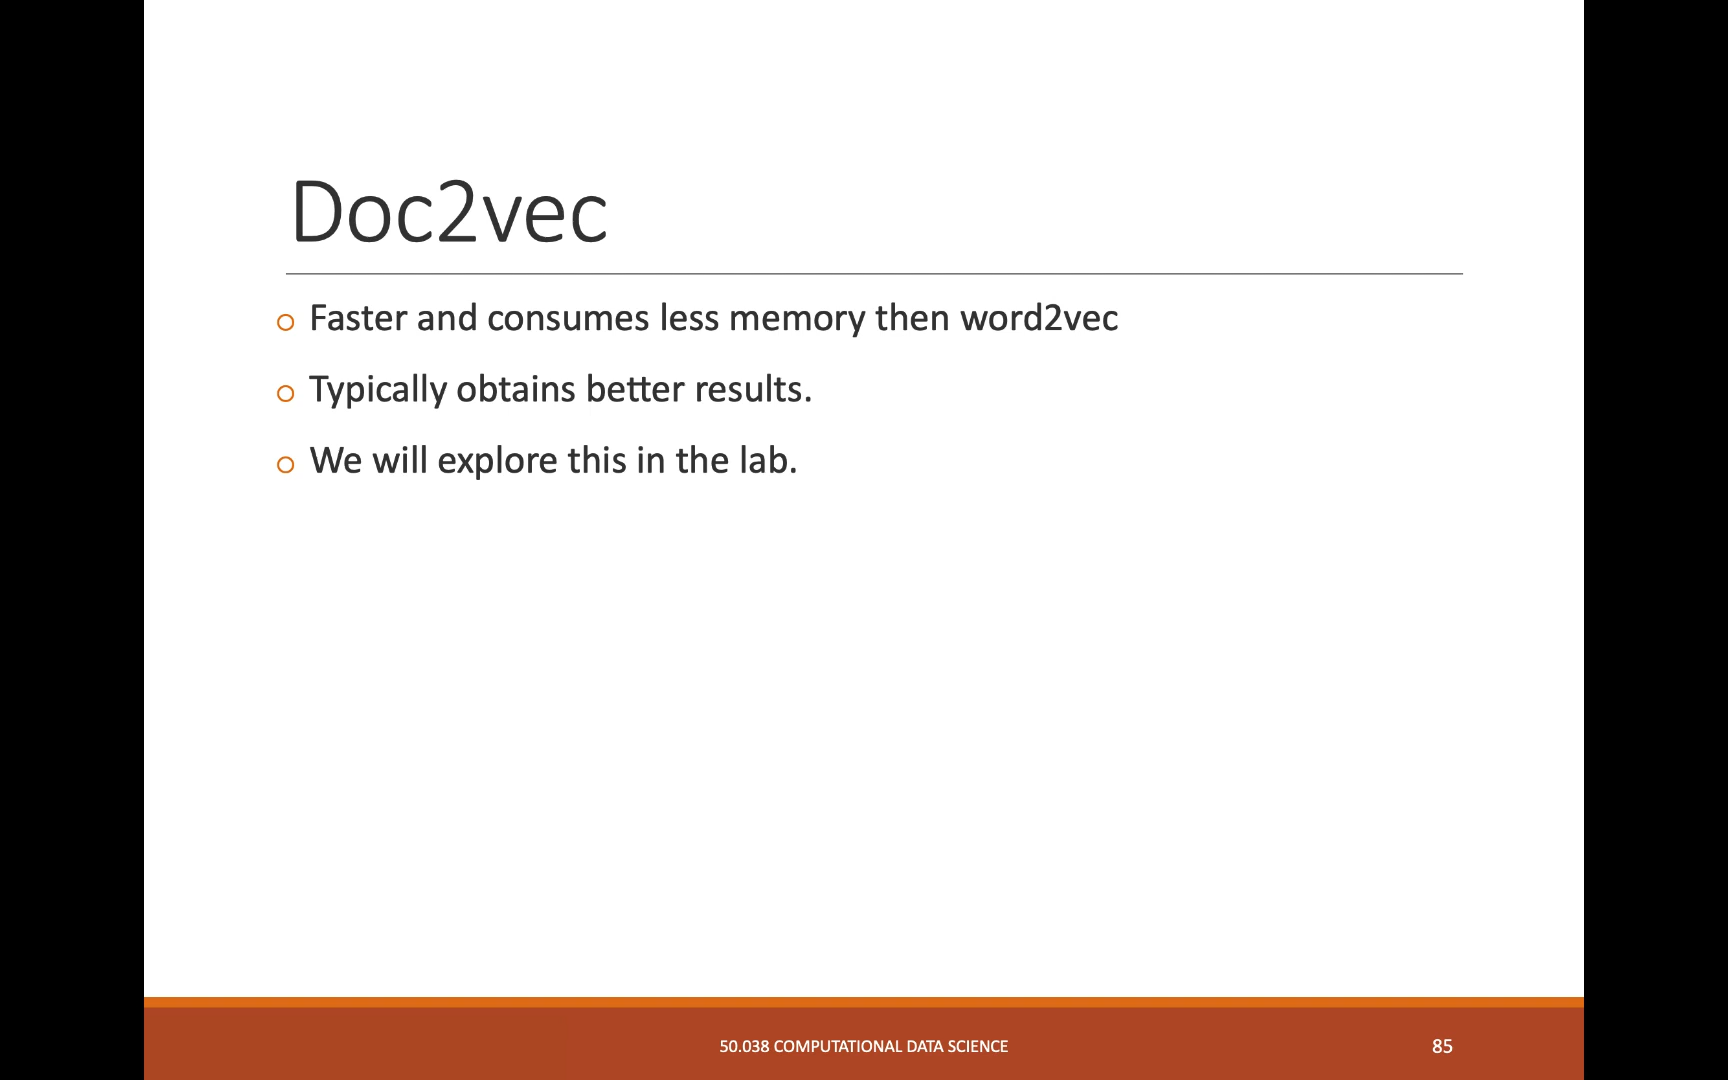 Doc2vec
Faster and consumes less memory then word2vec
Typically obtains better results.
We will explore this in the lab.
50.038 COMPUTATIONAL DATA SCIENCE
85